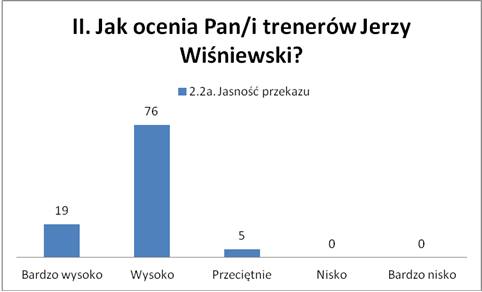 II. Jak ocenia Pan/i trenerów Jerzy
Wiśniewski?
2.2a. Jasność przekazu
76
19
5
0
0
Bardzo wysoko
Wysoko
Przeciętnie
Nisko
Bardzo nisko